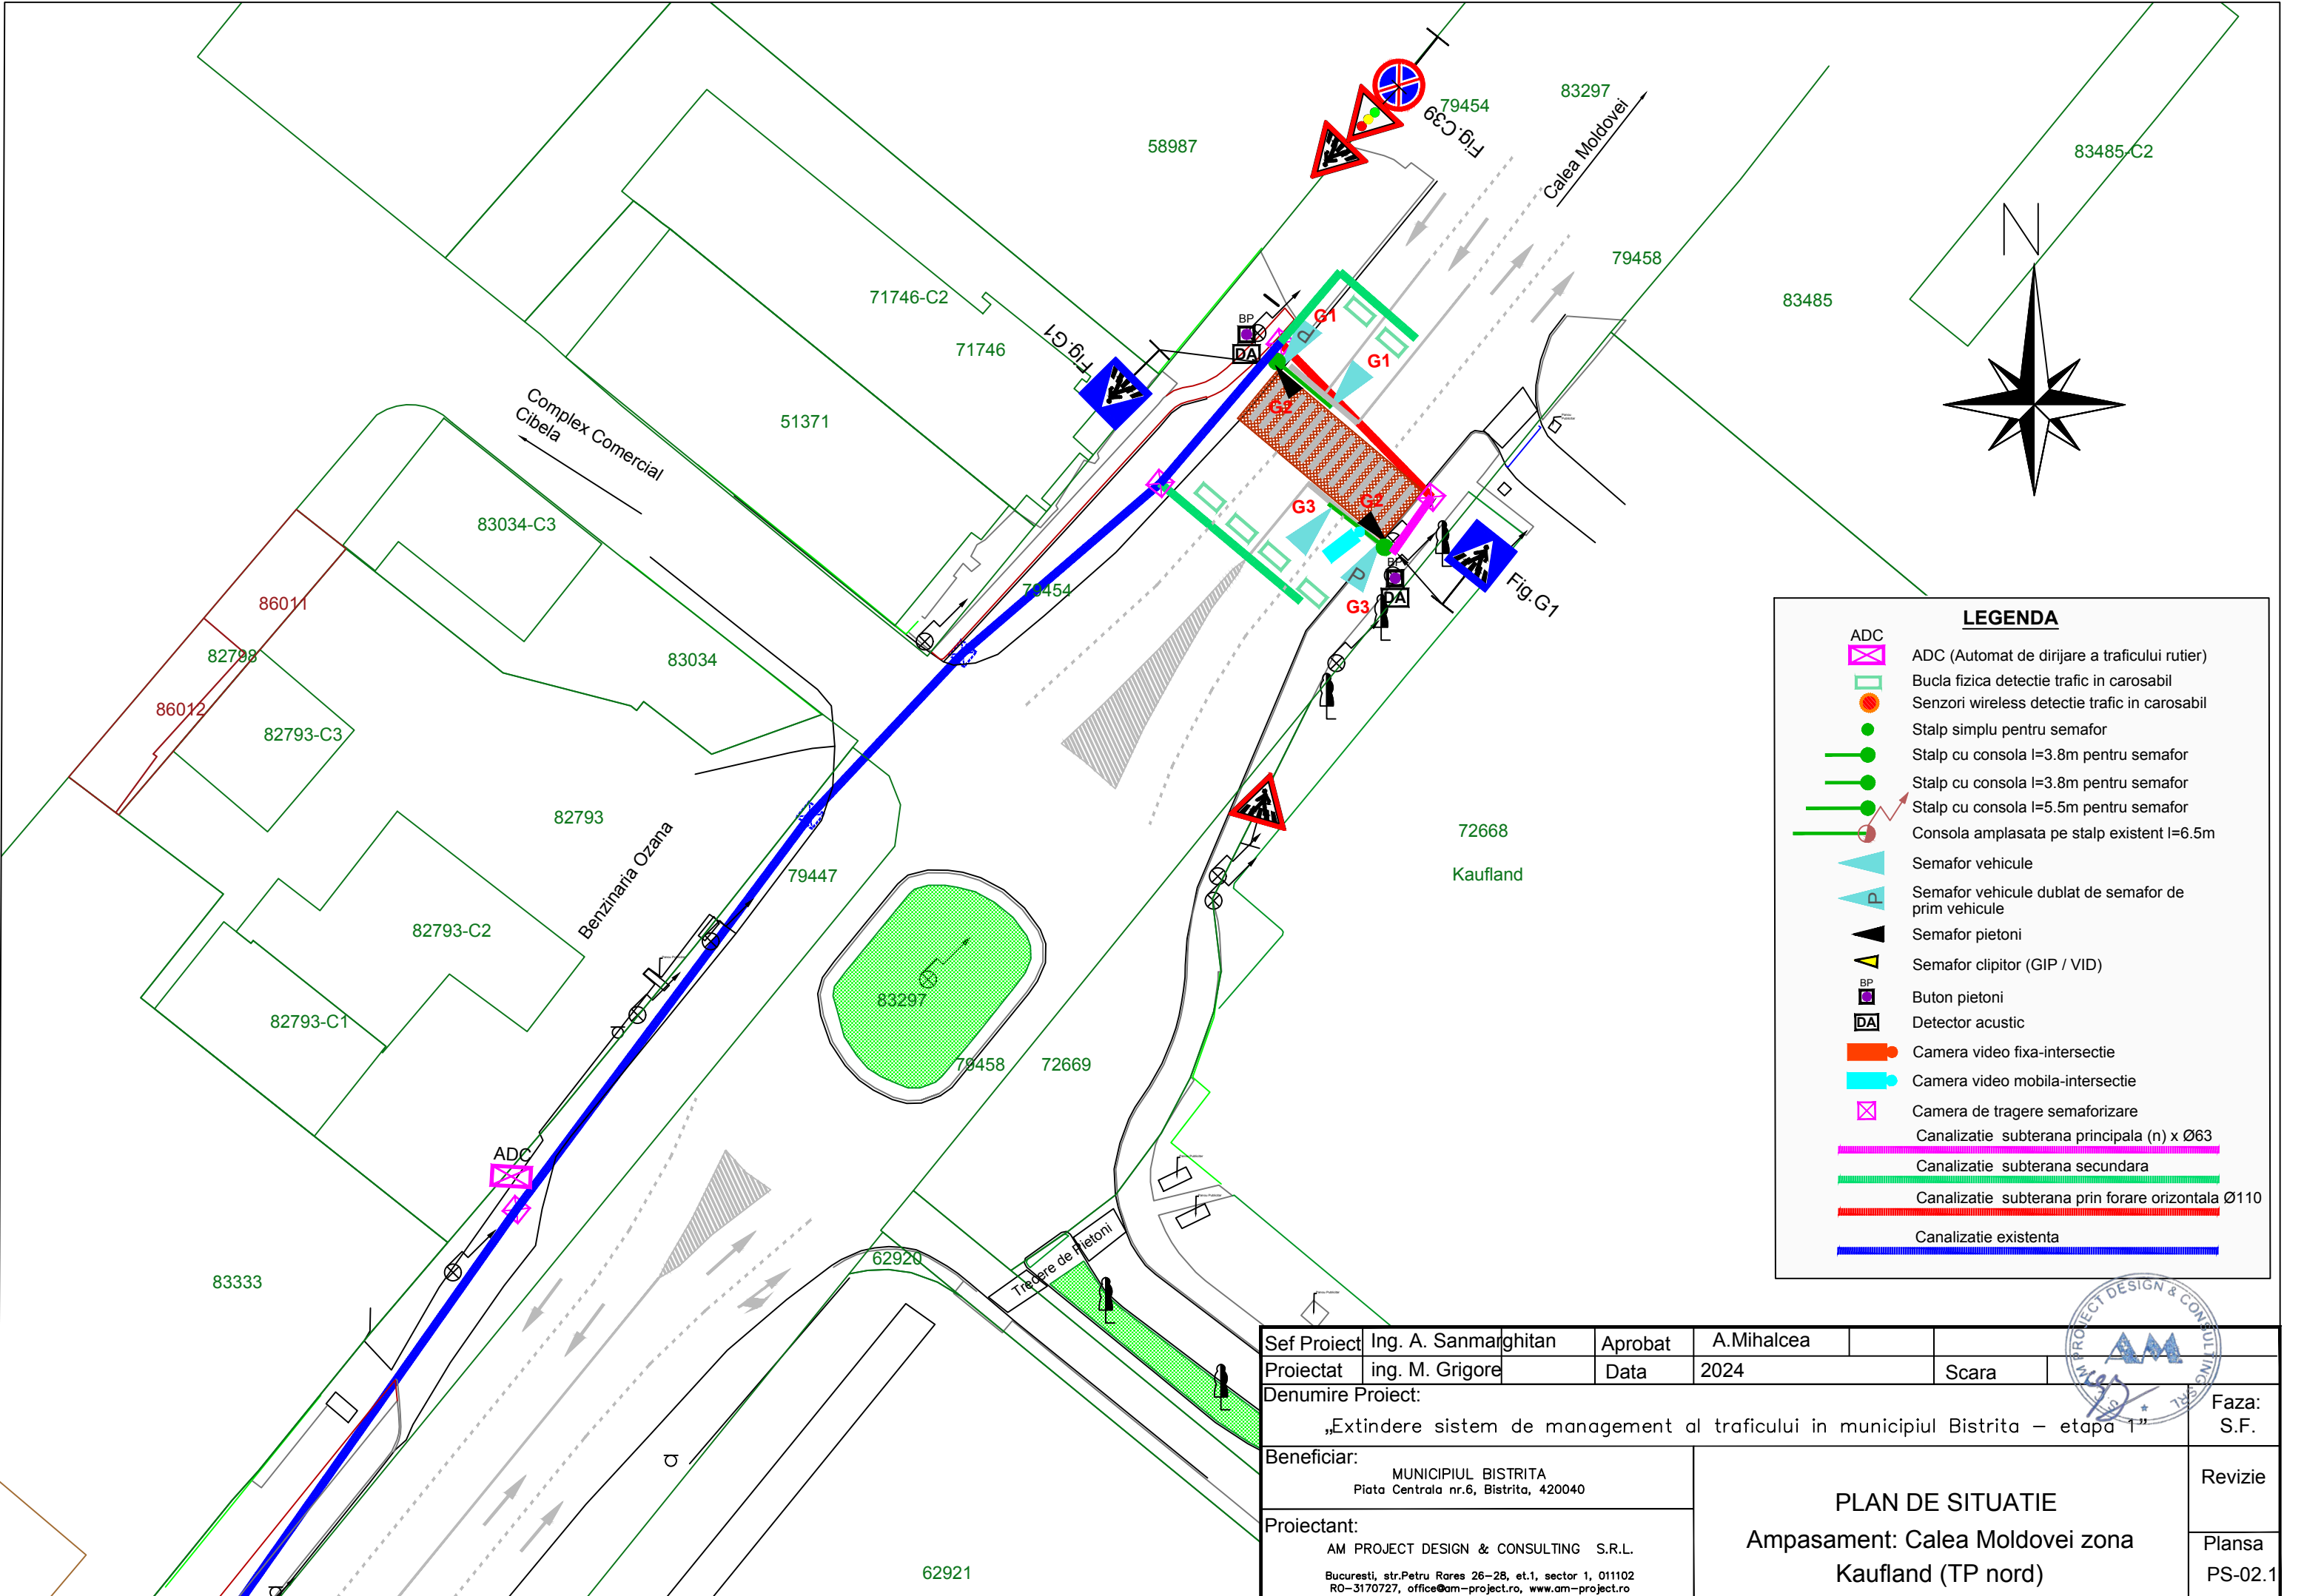 58987
79454
83297
Fig.C39
Calea Moldovei
83485-C2
N
79458
83485
71746-C2
71746
Fig.G1
BP
DA
G1
G1
G2
G2
G3
G3
P
P
BP
DA
Fig.G1
51371
Complex Comercial
Cibela
83034-C3
79454
86011
82798
83034
86012
82793-C3
82793
Benzinaria Ozana
79447
82793-C2
82793-C1
83297
79458
72669
72668
Kaufland
ADC
83333
62920
Trecere de Pietoni
62921
LEGENDA
ADC
ADC (Automat de dirijare a traficului rutier)
Bucla fizica detectie trafic in carosabil
Senzori wireless detectie trafic in carosabil
Stalp simplu pentru semafor
Stalp cu consola l=3.8m pentru semafor
Stalp cu consola l=3.8m pentru semafor
Stalp cu consola l=5.5m pentru semafor
Consola amplasata pe stalp existent l=6.5m
Semafor vehicule
P Semafor vehicule dublat de semafor de
prim vehicule
Semafor pietoni
Semafor clipitor (GIP / VID)
BP
Buton pietoni
DA Detector acustic
Camera video fixa-intersectie
Camera video mobila-intersectie
Camera de tragere semaforizare
Canalizatie subterana principala (n) x Ø63
Canalizatie subterana secundara
Canalizatie subterana prin forare orizontala Ø110
Canalizatie existenta
S.C. AM PROJECT DESIGN & CONSULTING SRL
AM
Sef Proiect Ing. A. Sanmarghitan Aprobat A.Mihalcea
Proiectat ing. M. Grigore Data 2024 Scara
Denumire Proiect:
„Extindere sistem de management al traficului in municipiul Bistrita – etapa 1”
Faza:
S.F.
Beneficiar:
MUNICIPIUL BISTRITA
Piata Centrala nr.6, Bistrita, 420040
Proiectant:
AM PROJECT DESIGN & CONSULTING S.R.L.
Bucuresti, str.Petru Rares 26-28, et.1, sector 1, 011102
RO-3170727, office@am-project.ro, www.am-project.ro
PLAN DE SITUATIE
Ampasament: Calea Moldovei zona
Kaufland (TP nord)
Revizie
Plansa
PS-02.1